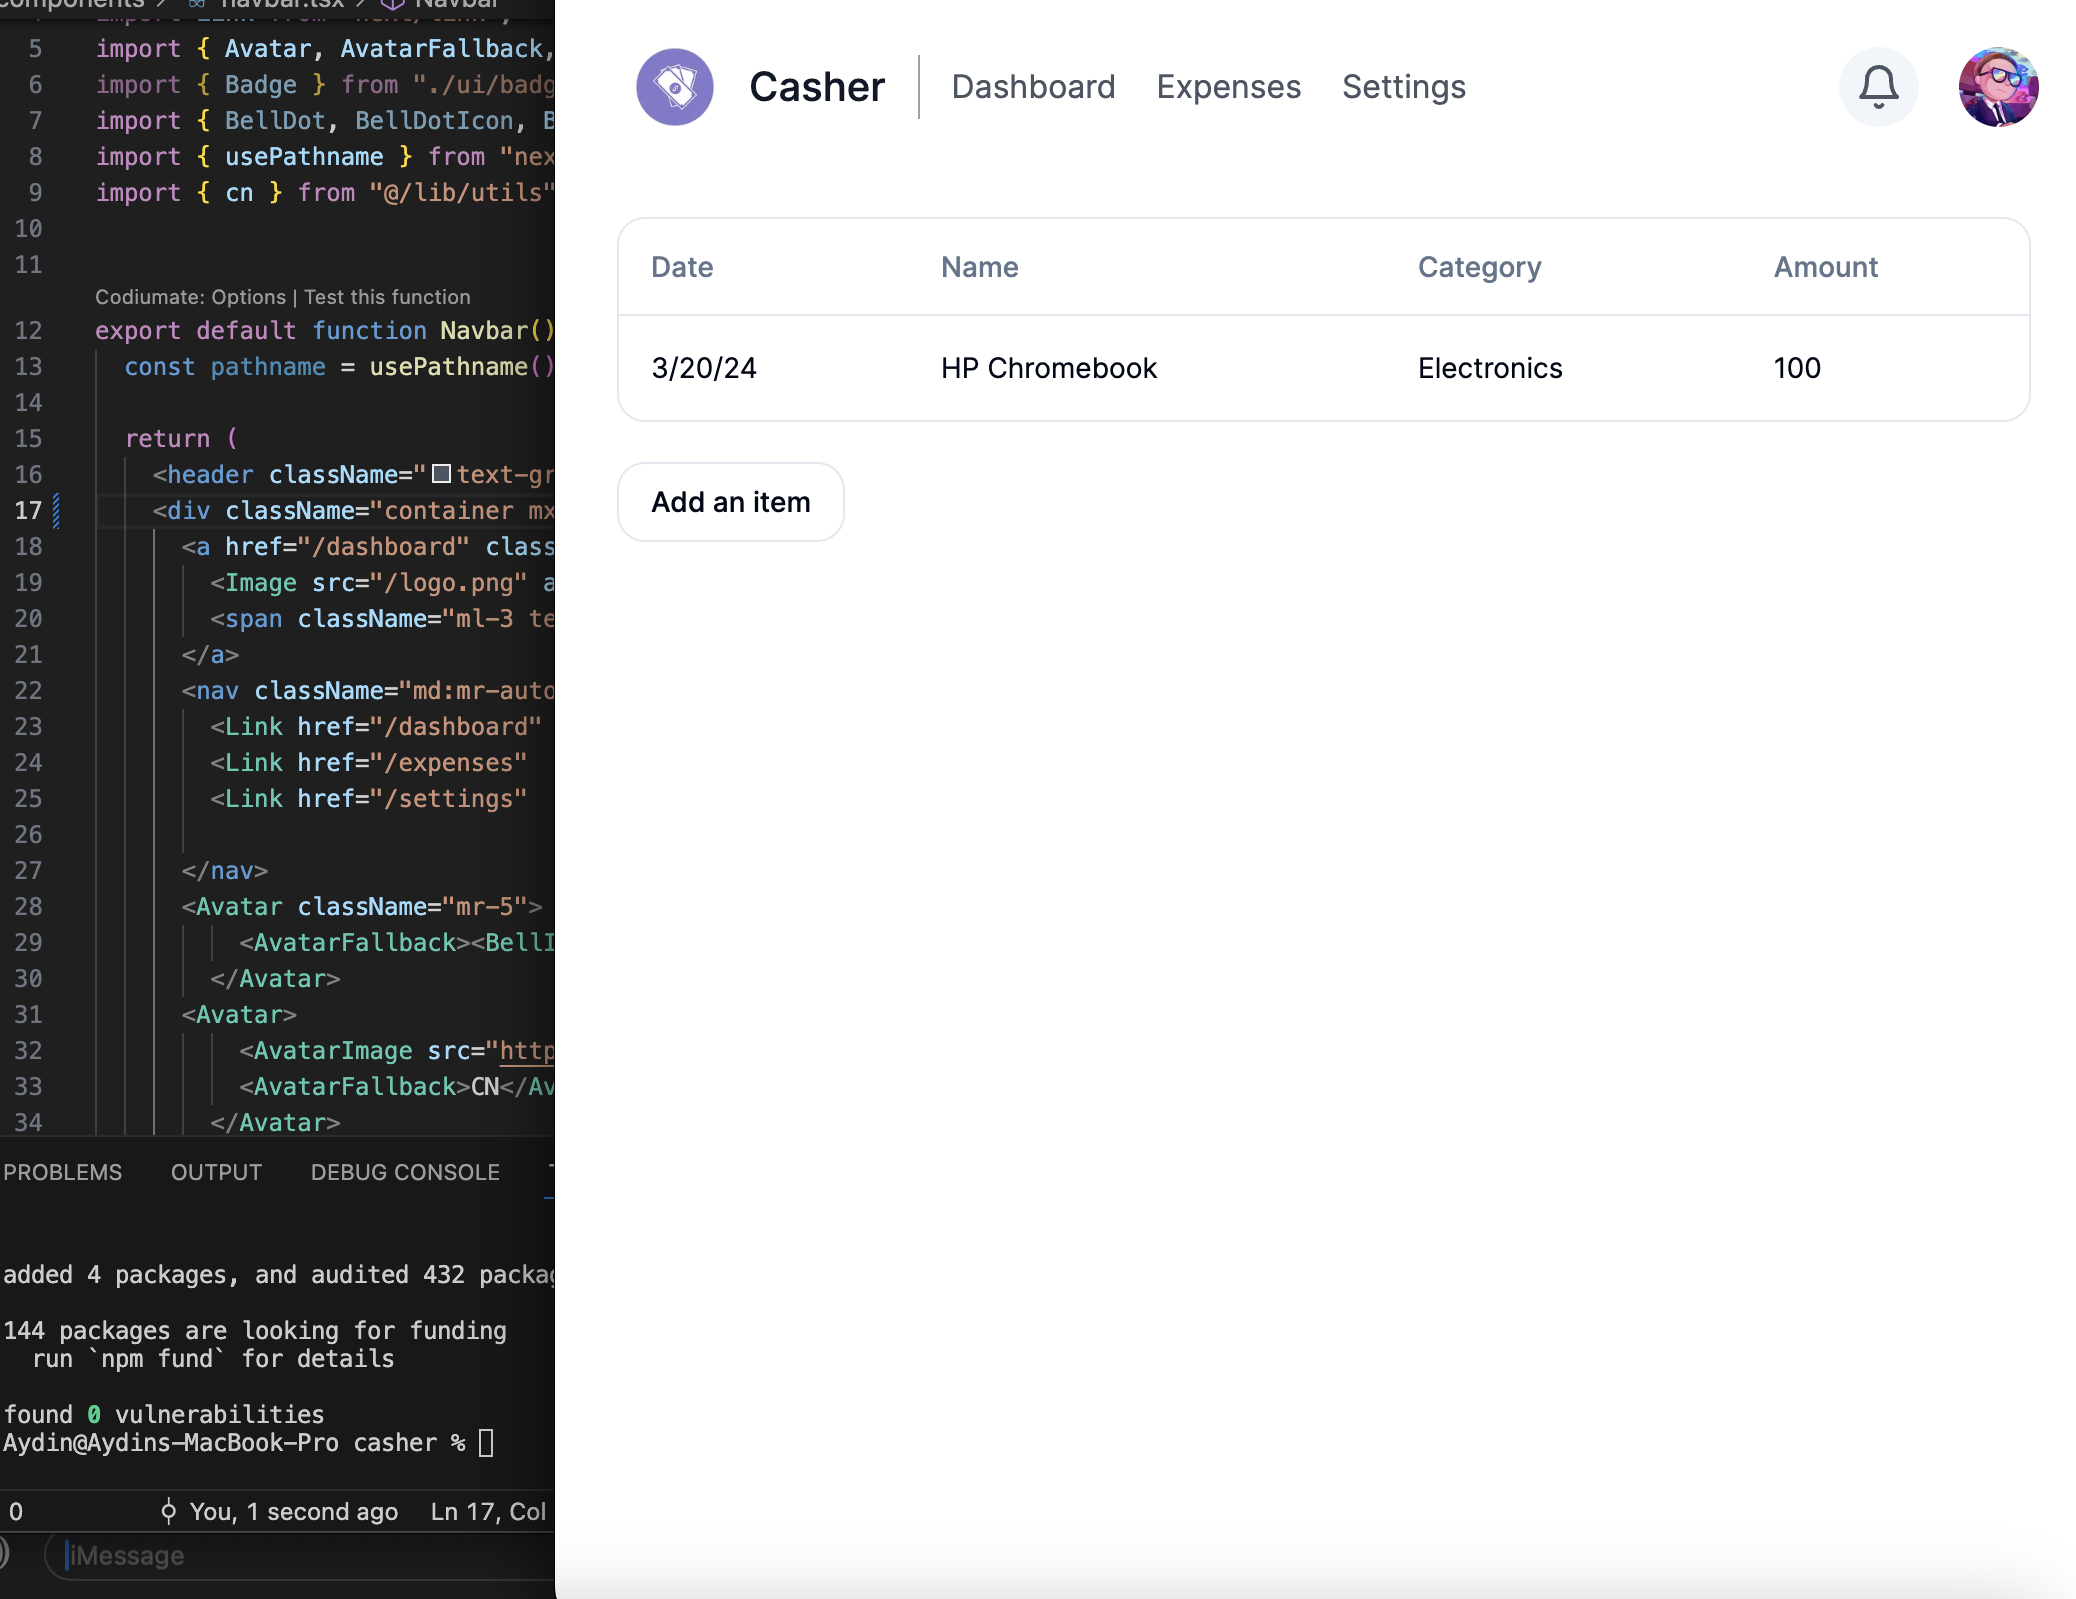 components > navbar.tsx > Navbar
4 import Link from "next/link";
5 import { Avatar, AvatarFallback,
6 import { Badge } from "./ui/badg
7 import { BellDot, BellDotIcon, B
8 import { usePathname } from "nex
9 import { cn } from "@/lib/utils"
10
11
Codiumate: Options | Test this function
12 export default function Navbar()
13 const pathname = usePathname()
14
15 return (
16 <header className="text-gr
17 <div className="container mx
18 <a href="/dashboard" class
19 <Image src="/logo.png" a
20 <span className="ml-3 te
21 </a>
22 <nav className="md:mr-auto
23 <Link href="/dashboard"
24 <Link href="/expenses"
25 <Link href="/settings"
26
27 </nav>
28 <Avatar className="mr-5">
29 <AvatarFallback><BellI
30 </Avatar>
31 <Avatar>
32 <AvatarImage src="http
33 <AvatarFallback>CN</Av
34 </Avatar>
PROBLEMS OUTPUT DEBUG CONSOLE
added 4 packages, and audited 432 packag
144 packages are looking for funding
run `npm fund` for details
found 0 vulnerabilities
Aydin@Aydins-MacBook-Pro casher %
0 You, 1 second ago Ln 17, Col
iMessage
Casher Dashboard Expenses Settings
Date Name Category Amount
3/20/24 HP Chromebook Electronics 100
Add an item